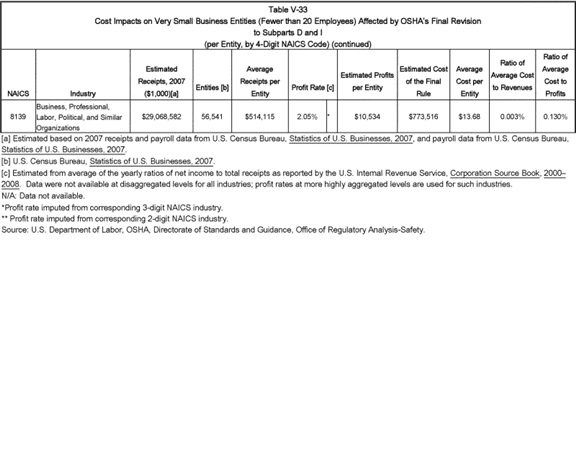 Table V-33
Cost Impacts on Very Small Business Entities (Fewer than 20 Employees) Affected by OSHA's Final Revision
to Subparts D and I
(per Entity, by 4-Digit NAICS Code) (continued)
NAICS Industry Estimated Receipts, 2007 ($1,000)[a] Entities [b] Average Receipts per Entity Profit Rate [c] Estimated Profits per Entity Estimated Cost of the Final Rule Average Cost per Entity Ratio of Average Cost to Revenues Ratio of Average Cost to Profits
8139 Business, Professional, Labor, Political, and Similar Organizations $29,068,582 56,541 $514,115 2.05% * $10,534 $773,516 $13.68 0.003% 0.130%
[a] Estimated based on 2007 receipts and payroll data from U.S. Census Bureau, Statistics of U.S. Businesses, 2007, and payroll data from U.S. Census Bureau,
Statistics of U.S. Businesses, 2007.
[b] U.S. Census Bureau, Statistics of U.S. Businesses, 2007.
[c] Estimated from average of the yearly ratios of net income to total receipts as reported by the U.S. Internal Revenue Service, Corporation Source Book, 2000–
2008. Data were not available at disaggregated levels for all industries; profit rates at more highly aggregated levels are used for such industries.
N/A: Data not available.
*Profit rate imputed from corresponding 3-digit NAICS industry.
** Profit rate imputed from corresponding 2-digit NAICS industry.
Source: U.S. Department of Labor, OSHA, Directorate of Standards and Guidance, Office of Regulatory Analysis-Safety.